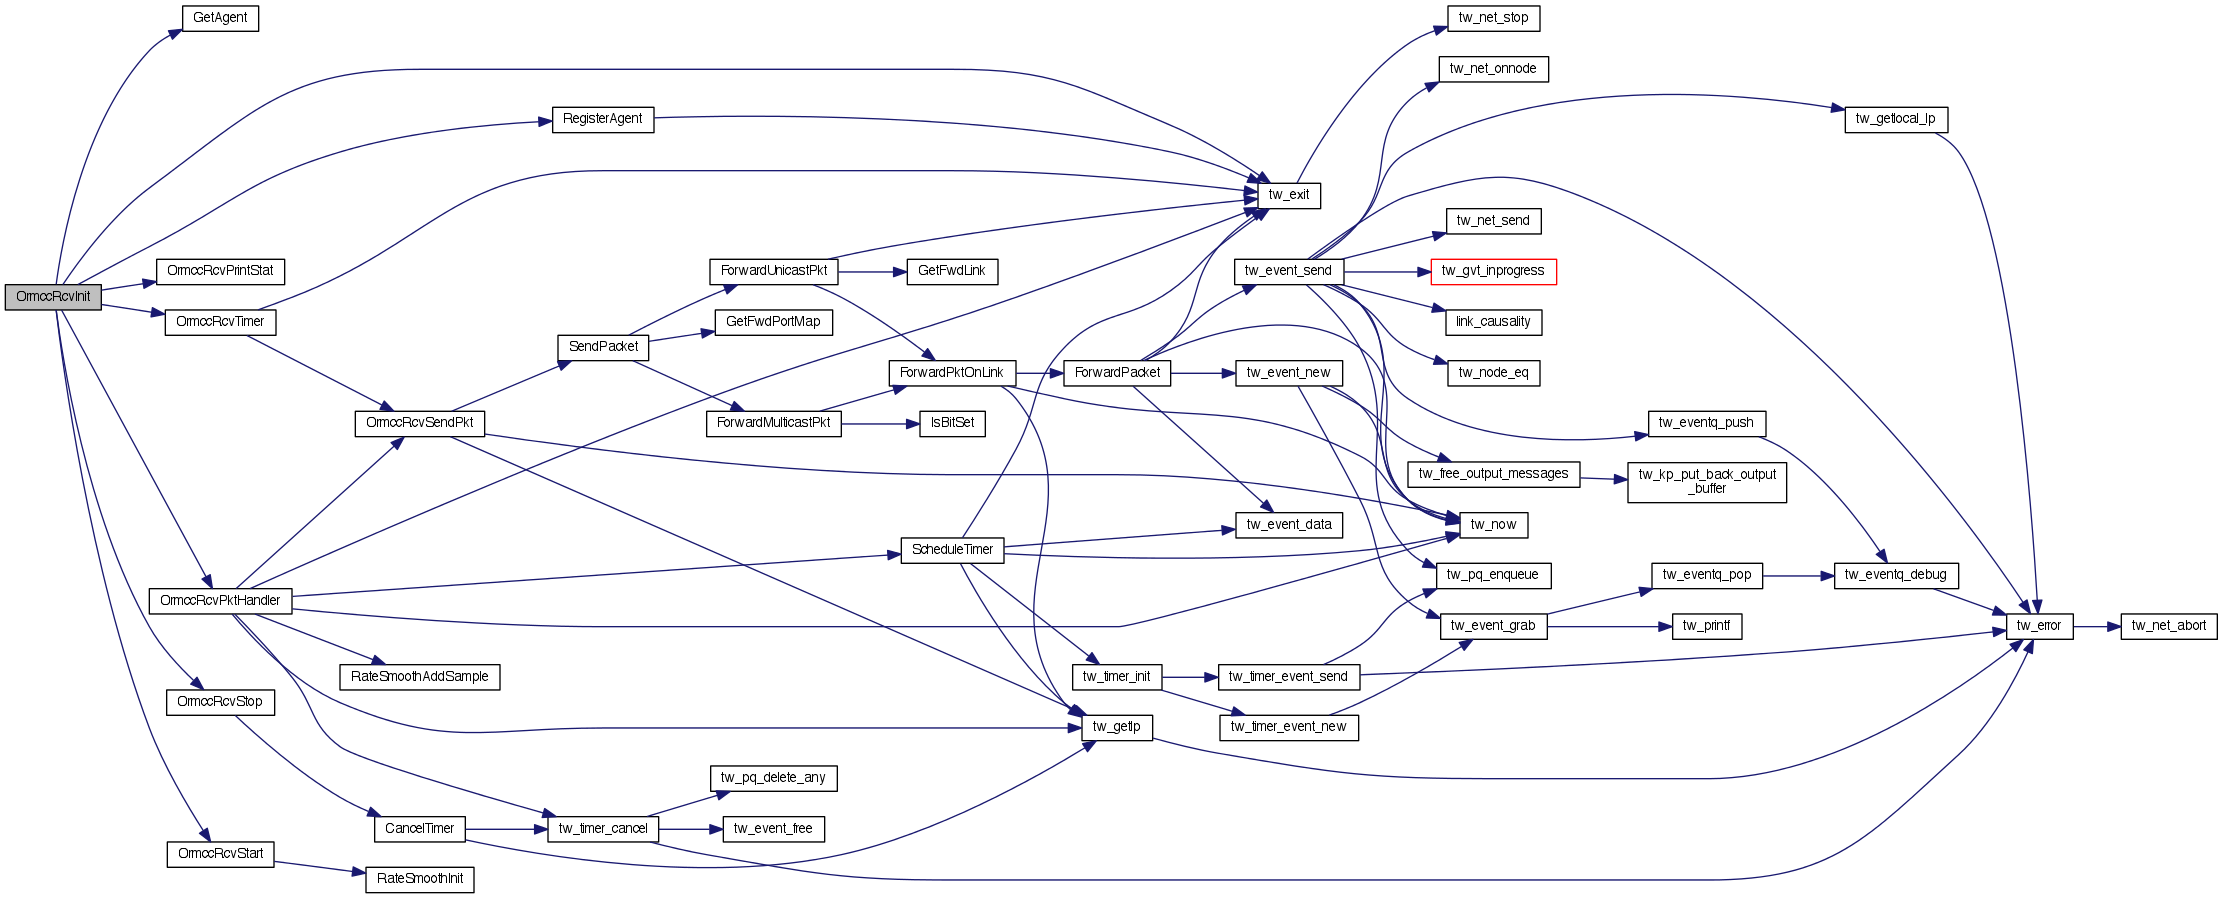 GetAgent
tw_net_stop
tw_net_onnode
RegisterAgent
tw_getlocal_lp
tw_exit
tw_net_send
OrmccRcvPrintStat
ForwardUnicastPkt
GetFwdLink
tw_event_send
tw_gvt_inprogress
OrmccRcvInit
OrmccRcvTimer
GetFwdPortMap
link_causality
SendPacket
ForwardPktOnLink
ForwardPacket
tw_event_new
tw_node_eq
OrmccRcvSendPkt
ForwardMulticastPkt
IsBitSet
tw_eventq_push
tw_free_output_messages
tw_kp_put_back_output
_buffer
tw_event_data
tw_now
ScheduleTimer
tw_pq_enqueue
tw_eventq_pop
tw_eventq_debug
OrmccRcvPktHandler
tw_event_grab
tw_printf
tw_error
tw_net_abort
RateSmoothAddSample
tw_timer_init
tw_timer_event_send
OrmccRcvStop
tw_getlp
tw_timer_event_new
tw_pq_delete_any
CancelTimer
tw_timer_cancel
tw_event_free
OrmccRcvStart
RateSmoothInit